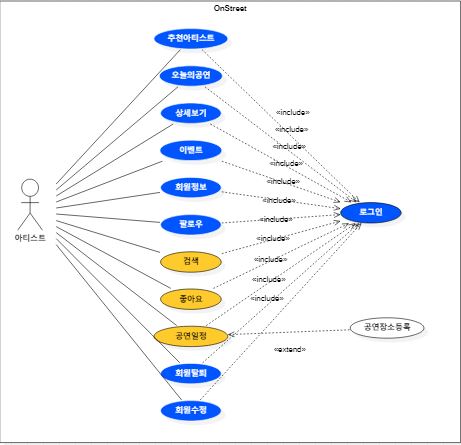 OnStreet
추천아티스트
오늘의공연
상세보기
«include»
«include»
이벤트
«include»
«include»
회원정보
«include»
«include»
아티스트
팔로우
«include»
로그인
검색
«include»
«include»
좋아요
«include»
«include»
공연일정
공연장소등록
«extend»
회원탈퇴
회원수정